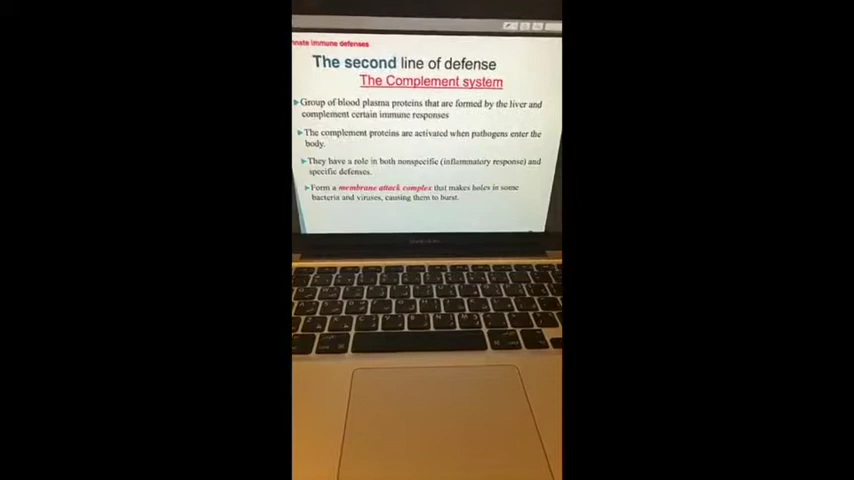 nnate immune defenses
The second line of defense
The Complement system
Group of blood plasma proteins that are formed by the liver and
complement certain immune responses
The complement proteins are activated when pathogens enter the
body.
They have a role in both nonspecific (inflammatory response) and
specific defenses.
Form a membrane attack complex that makes holes in some
bacteria and viruses, causing them to burst.